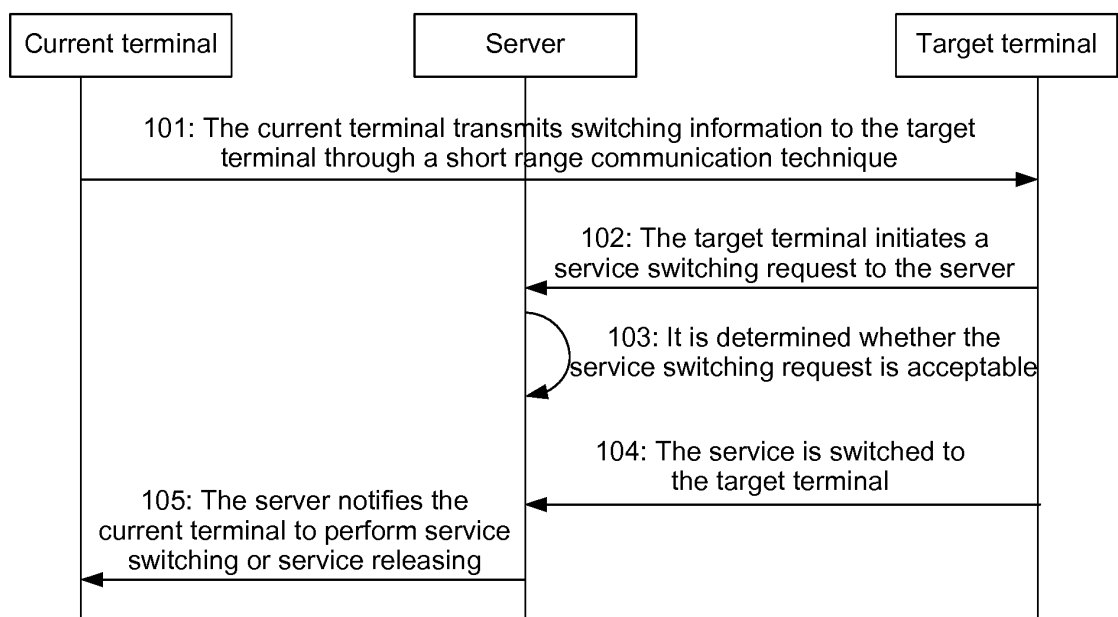 Current terminal
Server
Target terminal
101: The current terminal transmits switching information to the target
terminal through a short range communication technique
102: The target terminal initiates a
service switching request to the server
103: It is determined whether the
service switching request is acceptable
104: The service is switched to
the target terminal
105: The server notifies the
current terminal to perform service
switching or service releasing